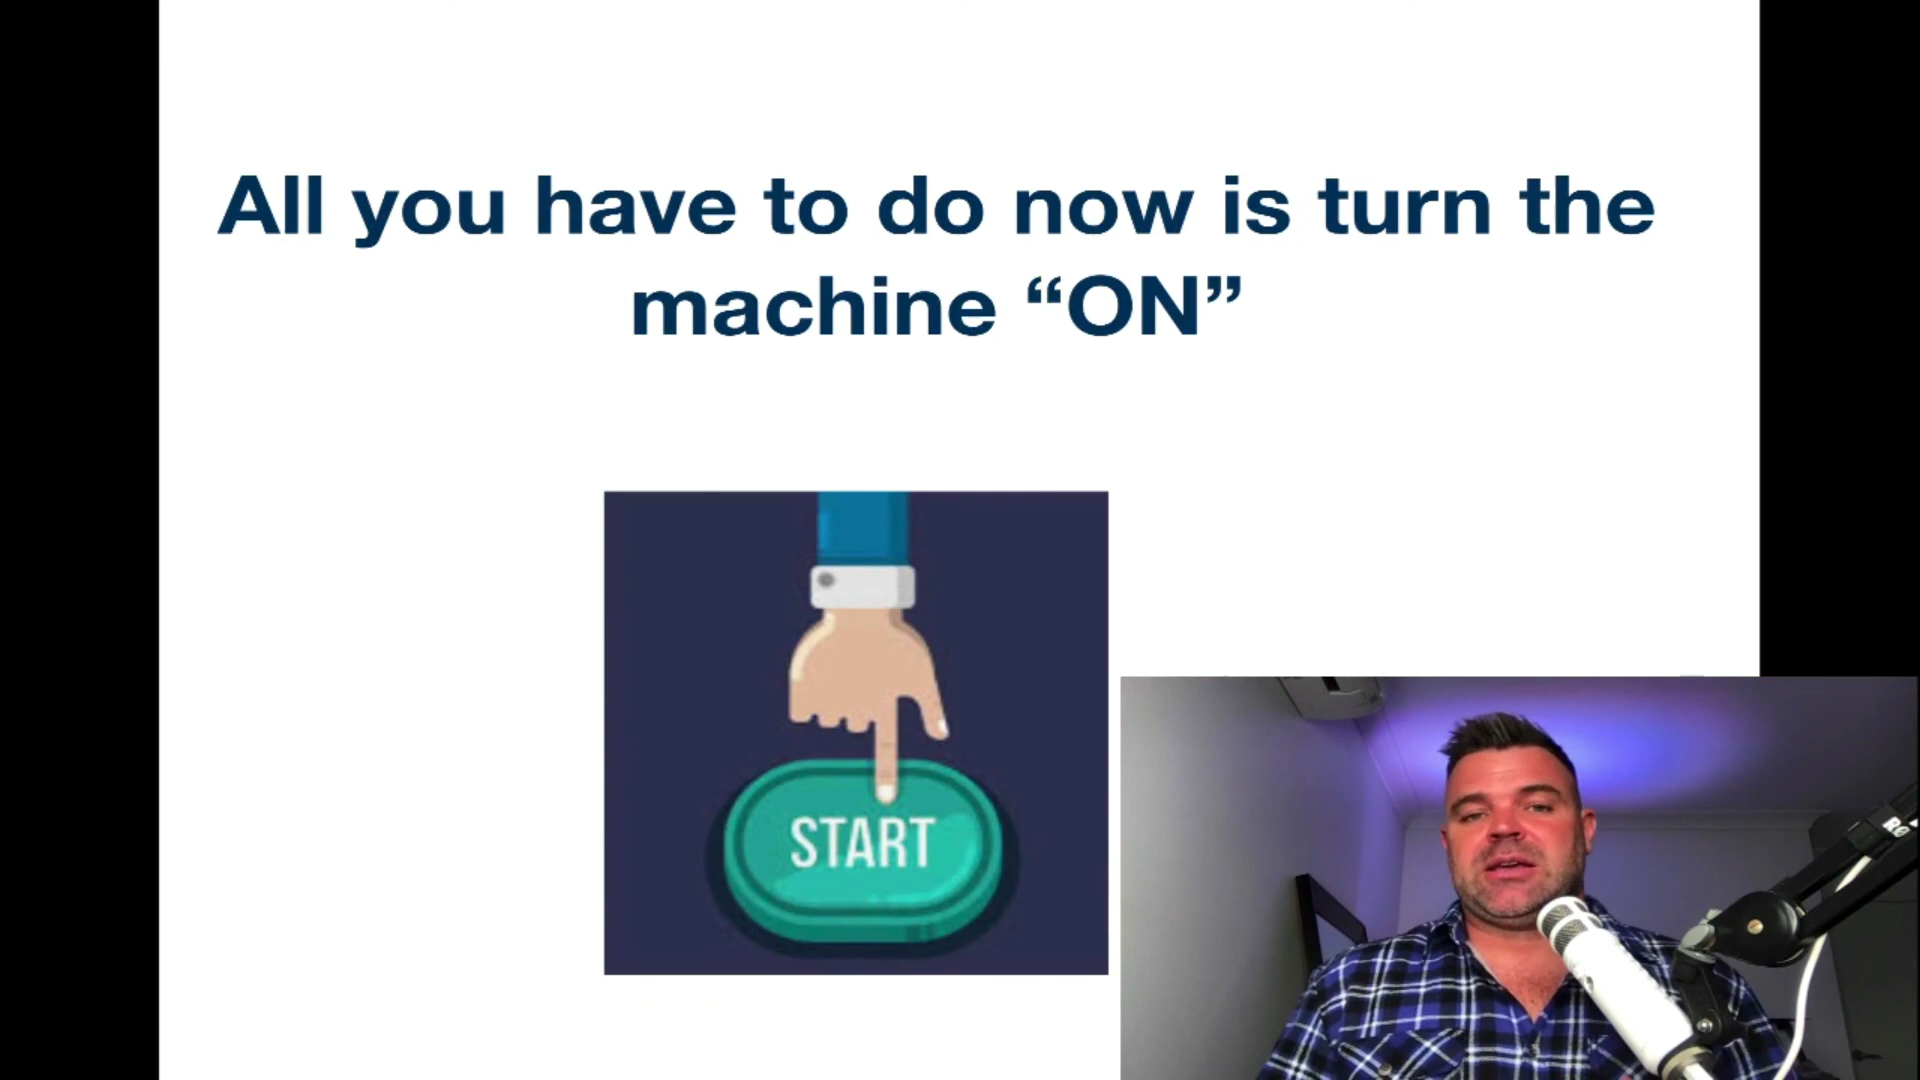 All you have to do now is turn the
machine “ON”
START